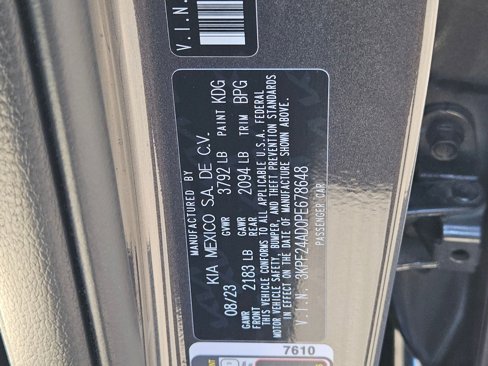 V.I.N.
MANUFACTURED BY
KIA MEXICO S.A. DE C.V.
08/23 GVWR 3792 LB PAINT KDG
GAWR FRONT 2183 LB GAWR REAR 2094 LB TRIM BPG
THIS VEHICLE CONFORMS TO ALL APPLICABLE U.S.A. FEDERAL
MOTOR VEHICLE SAFETY, BUMPER, AND THEFT PREVENTION STANDARDS
IN EFFECT ON THE DATE OF MANUFACTURE SHOWN ABOVE.
V.I.N. 3KPF24AD0PE678648
PASSENGER CAR
7610